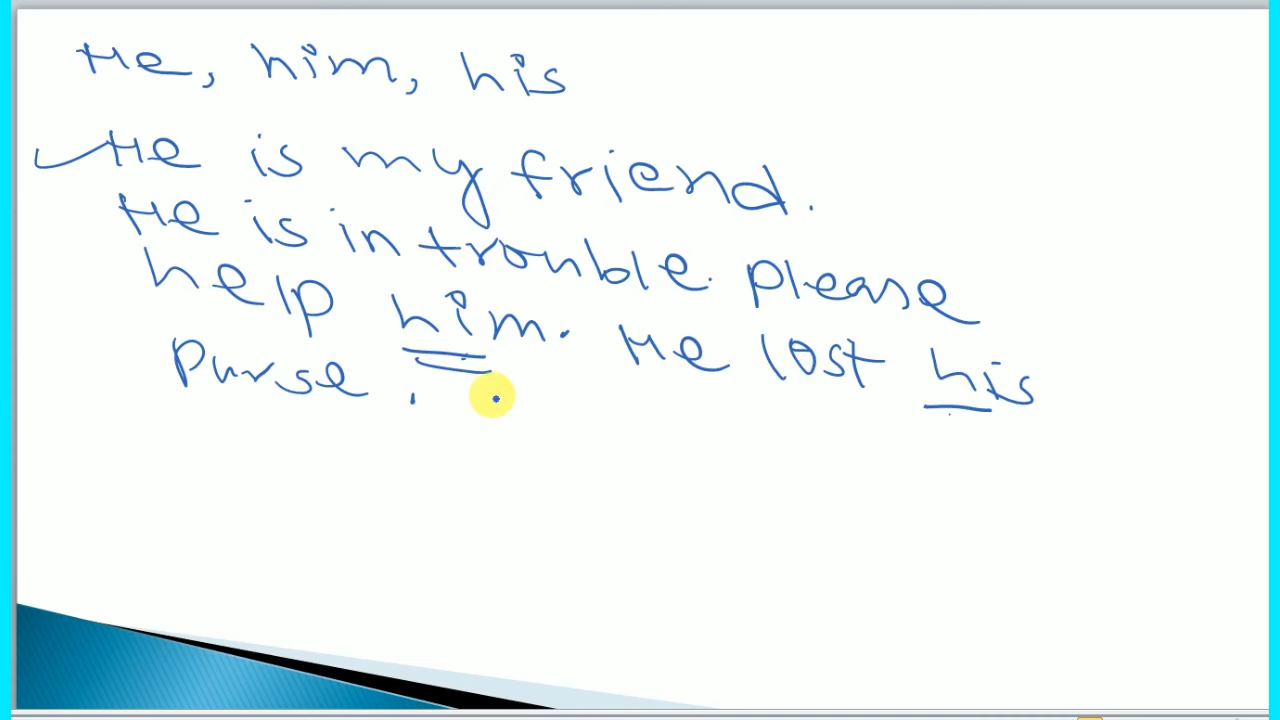 He, him, his
He is my friend.
He is in trouble. please
help him. He lost his
Purse.